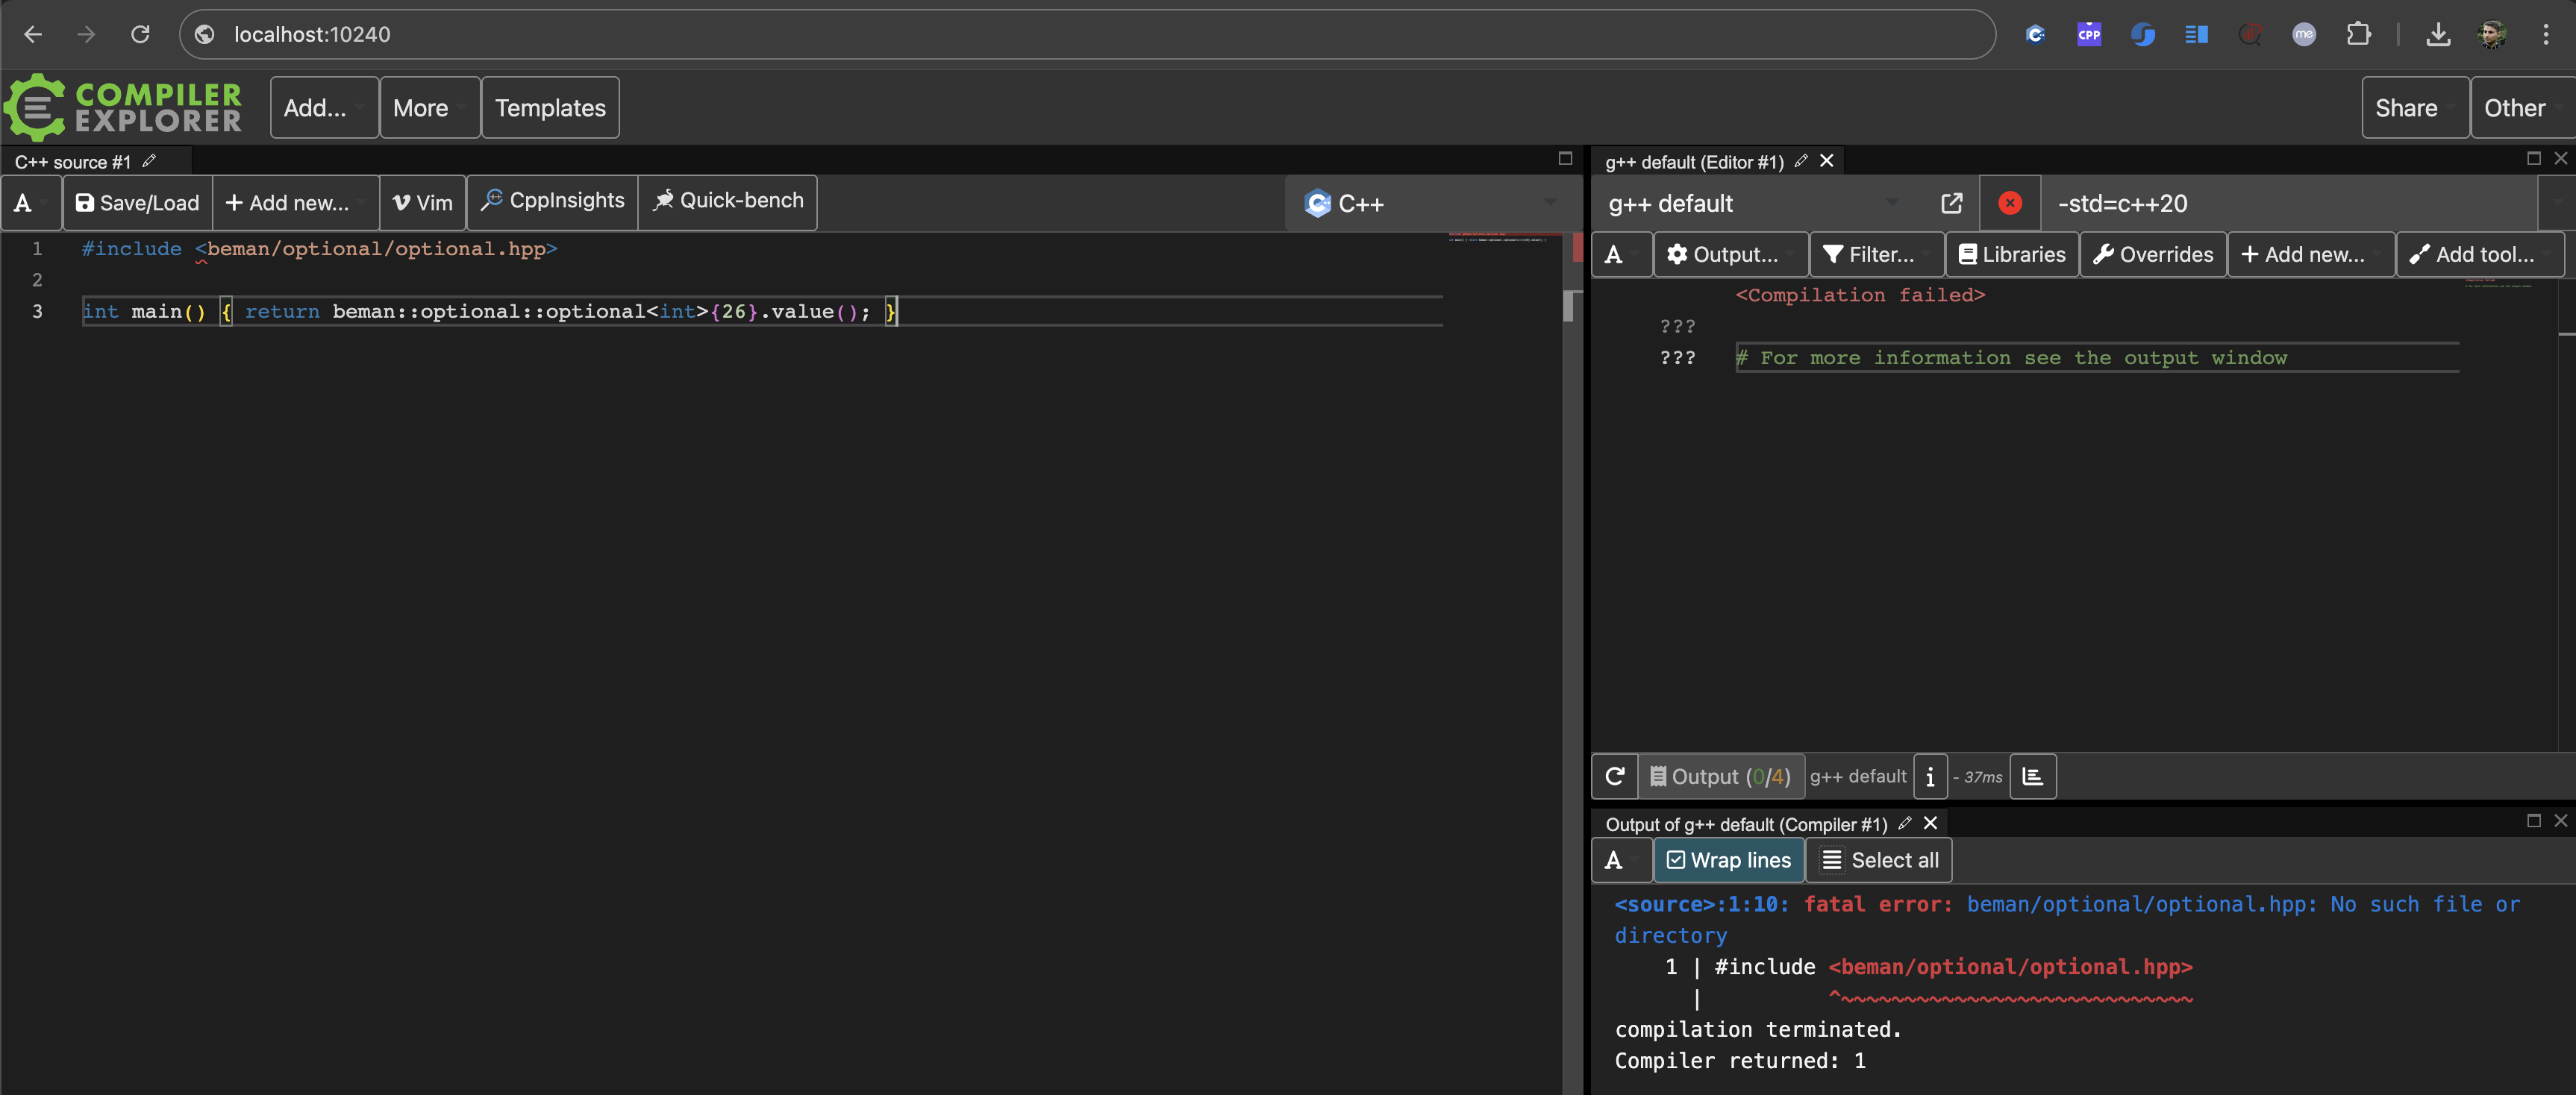 localhost:10240
CPP
me
COMPILER
EXPLORER
Add...
More
Templates
Share
Other
C++ source #1
A
Save/Load
+ Add new...
Vim
CppInsights
Quick-bench
C++
1 #include <beman/optional/optional.hpp>
2
3 int main() { return beman::optional::optional<int>{26}.value(); }
g++ default (Editor #1)
g++ default
-std=c++20
A
Output...
Filter...
Libraries
Overrides
+ Add new...
Add tool...
<Compilation failed>
???
??? # For more information see the output window
Output (0/4)
g++ default
i
- 37ms
Output of g++ default (Compiler #1)
A
Wrap lines
Select all
<source>:1:10: fatal error: beman/optional/optional.hpp: No such file or
directory
1 | #include <beman/optional/optional.hpp>
| ^~~~~~~~~~~~~~~~~~~~~~~~~~~~~
compilation terminated.
Compiler returned: 1